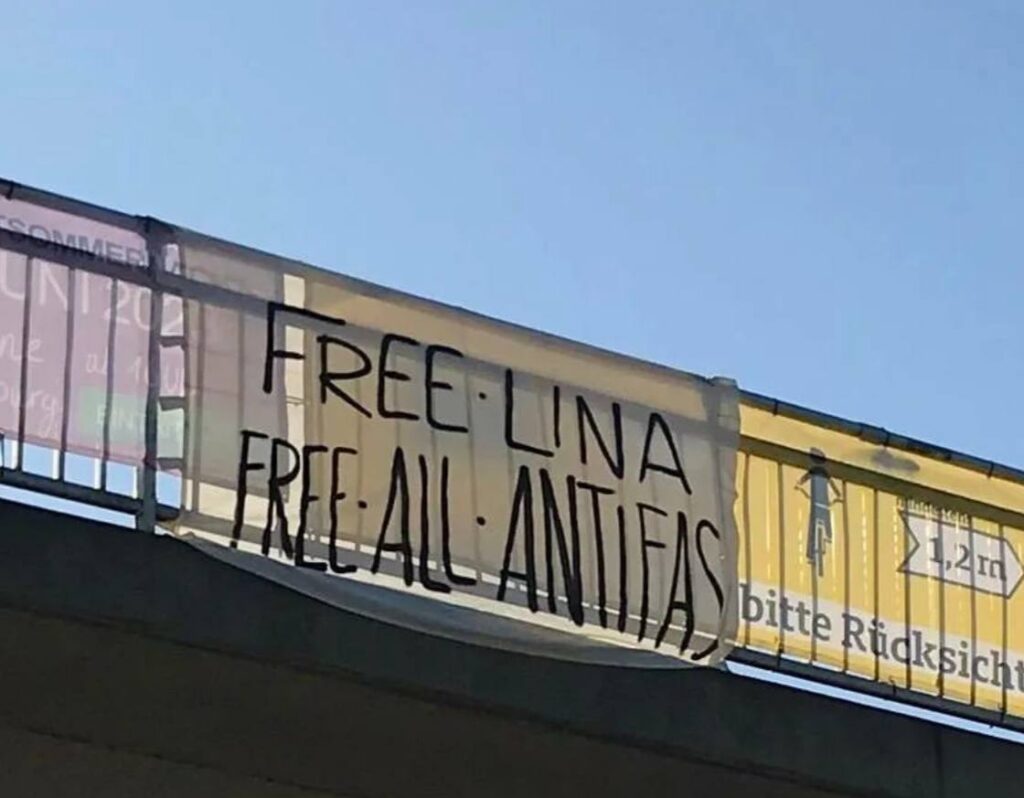 FREE·LINA
FREE·ALL·ANTIFAS
1,2 m
bitte Rücksicht